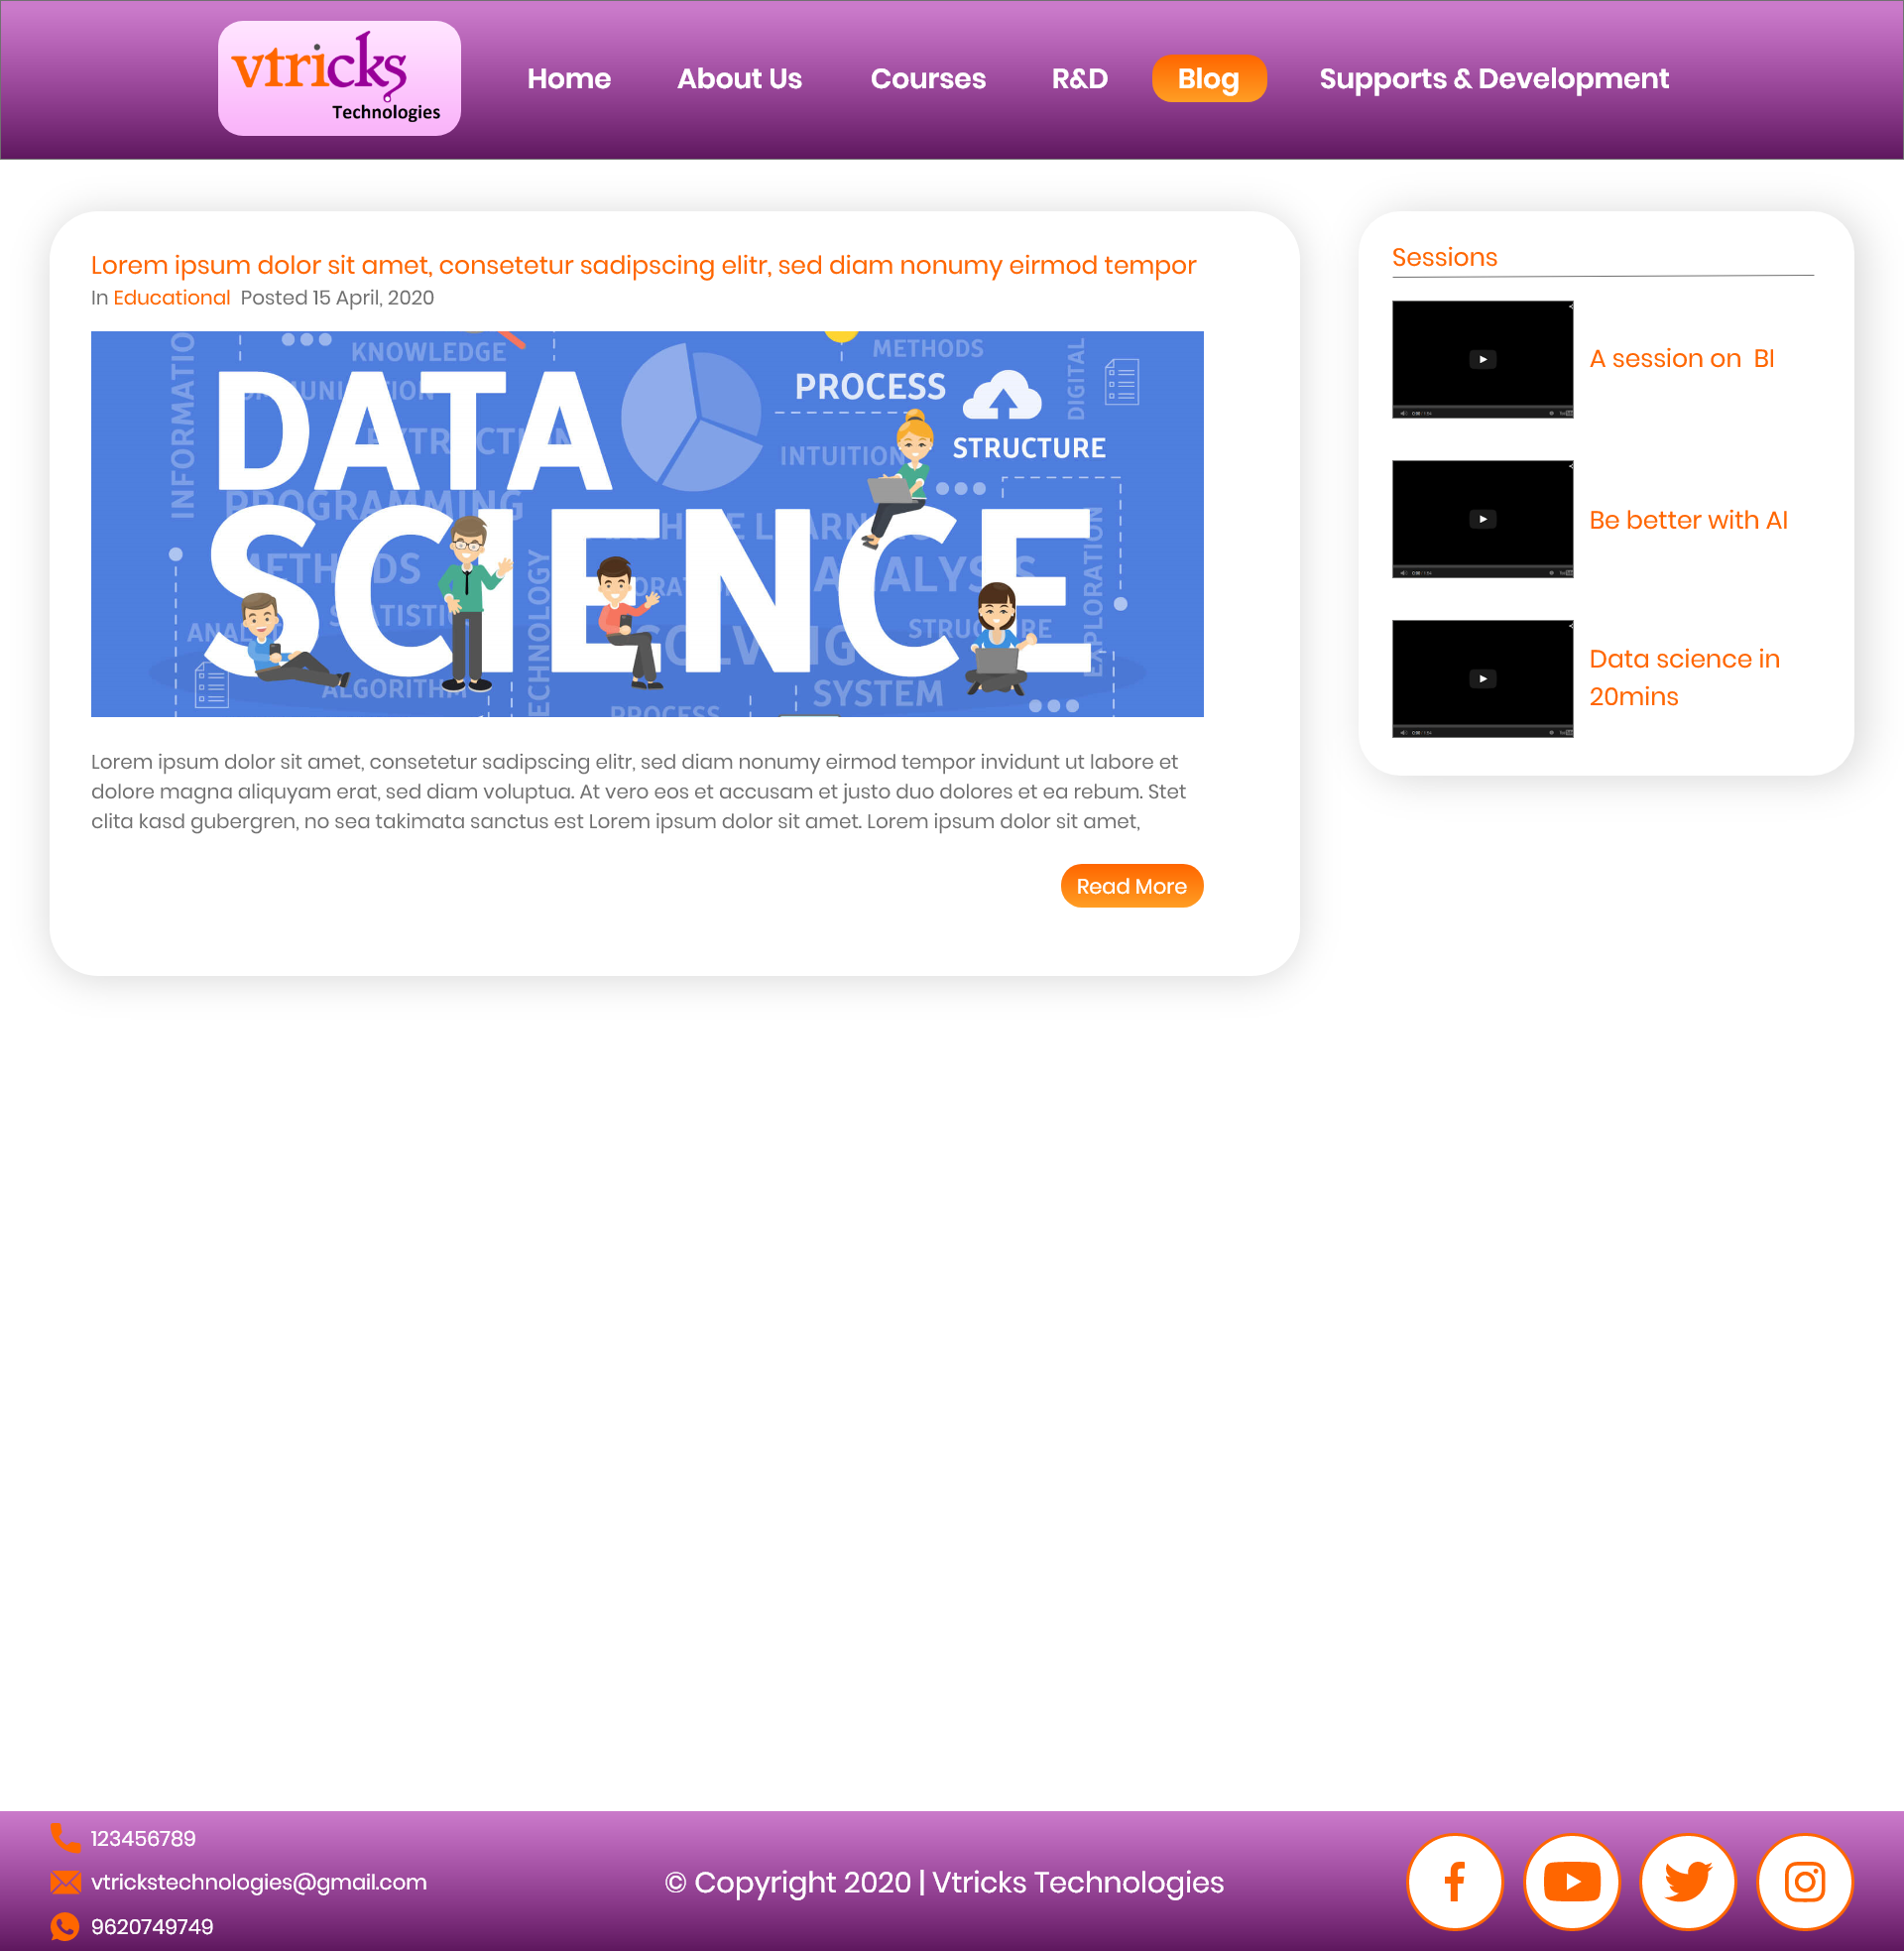 vtricks
Technologies
Home
About Us
Courses
R&D
Blog
Supports & Development
Lorem ipsum dolor sit amet, consetetur sadipscing elitr, sed diam nonumy eirmod tempor
In Educational Posted 15 April, 2020
KNOWLEDGE
METHODS
DIGITAL
PROCESS
DATA
INTUITION
STRUCTURE
PROGRAMMING
SCIENCE
TECHNOLOGY
EXPLORATION
STRUCTURE
ALGORITHM
SYSTEM
PROCESS
Lorem ipsum dolor sit amet, consetetur sadipscing elitr, sed diam nonumy eirmod tempor invidunt ut labore et
dolore magna aliquyam erat, sed diam voluptua. At vero eos et accusam et justo duo dolores et ea rebum. Stet
clita kasd gubergren, no sea takimata sanctus est Lorem ipsum dolor sit amet. Lorem ipsum dolor sit amet,
Read More
Sessions
A session on BI
Be better with AI
Data science in
20mins
123456789
vtrickstechnologies@gmail.com
9620749749
© Copyright 2020 | Vtricks Technologies